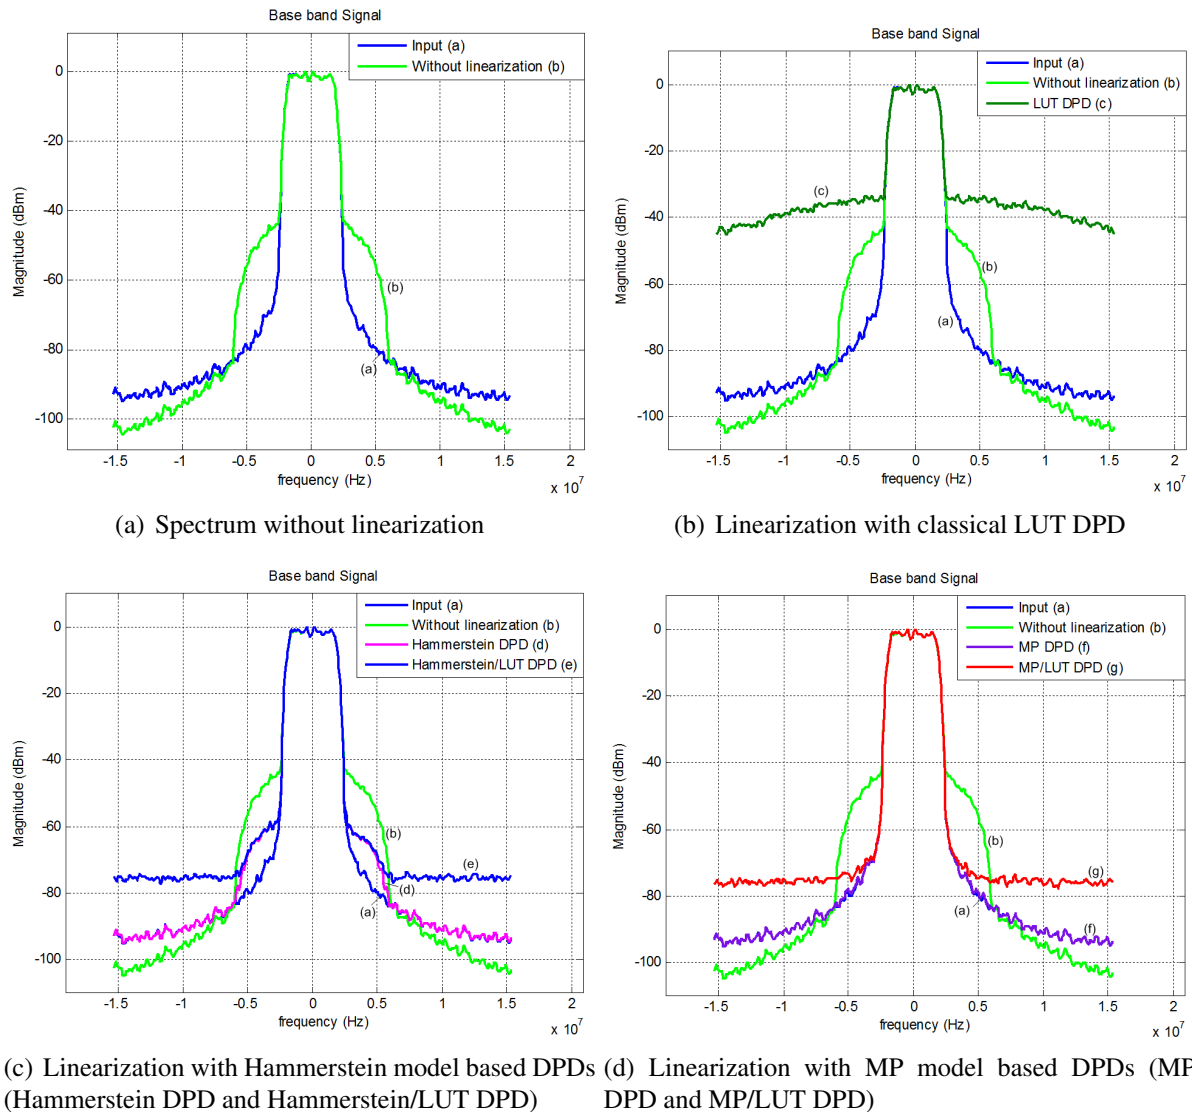 Base band Signal
Input (a)
Without linearization (b)
0
-20
-40
-60
-80
-100
Magnitude (dBm)
(b)
(a)
-1.5
-1
-0.5
0
0.5
1
1.5
2
frequency (Hz)
x 10^7
(a) Spectrum without linearization
Base band Signal
Input (a)
Without linearization (b)
LUT DPD (c)
0
-20
-40
-60
-80
-100
Magnitude (dBm)
(c)
(b)
(a)
-1.5
-1
-0.5
0
0.5
1
1.5
2
frequency (Hz)
x 10^7
(b) Linearization with classical LUT DPD
Base band Signal
Input (a)
Without linearization (b)
Hammerstein DPD (d)
Hammerstein/LUT DPD (e)
0
-20
-40
-60
-80
-100
Magnitude (dBm)
(b)
(e)
(d)
(a)
-1.5
-1
-0.5
0
0.5
1
1.5
2
frequency (Hz)
x 10^7
(c) Linearization with Hammerstein model based DPDs
(Hammerstein DPD and Hammerstein/LUT DPD)
Base band Signal
Input (a)
Without linearization (b)
MP DPD (f)
MP/LUT DPD (g)
0
-20
-40
-60
-80
-100
Magnitude (dBm)
(b)
(g)
(a)
(f)
-1.5
-1
-0.5
0
0.5
1
1.5
2
frequency (Hz)
x 10^7
(d) Linearization with MP model based DPDs (MP
DPD and MP/LUT DPD)